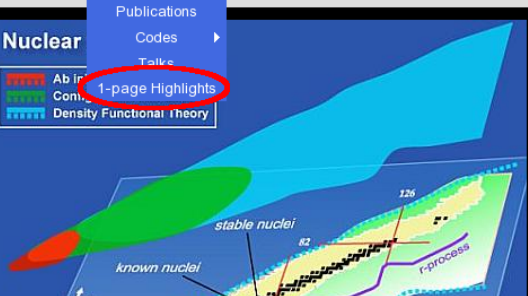 Publications
Nuclear
Codes
Talks
Ab in
1-page Highlights
Config
Density Functional Theory
126
stable nuclei
82
known nuclei
r-process